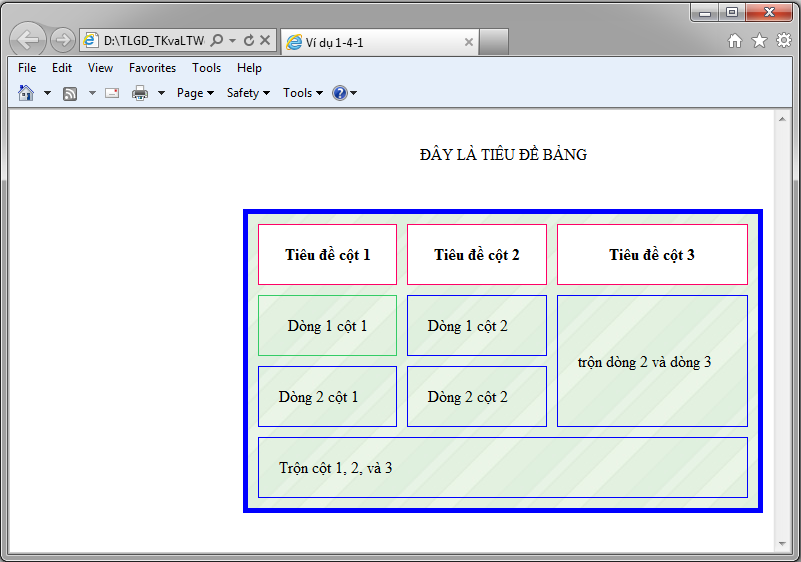 D:\TLGD_TKvaLTW
Ví dụ 1-4-1
File Edit View Favorites Tools Help
Page Safety Tools
ĐÂY LÀ TIÊU ĐỀ BẢNG
Tiêu đề cột 1 Tiêu đề cột 2 Tiêu đề cột 3
Dòng 1 cột 1 Dòng 1 cột 2
trộn dòng 2 và dòng 3
Dòng 2 cột 1 Dòng 2 cột 2
Trộn cột 1, 2, và 3